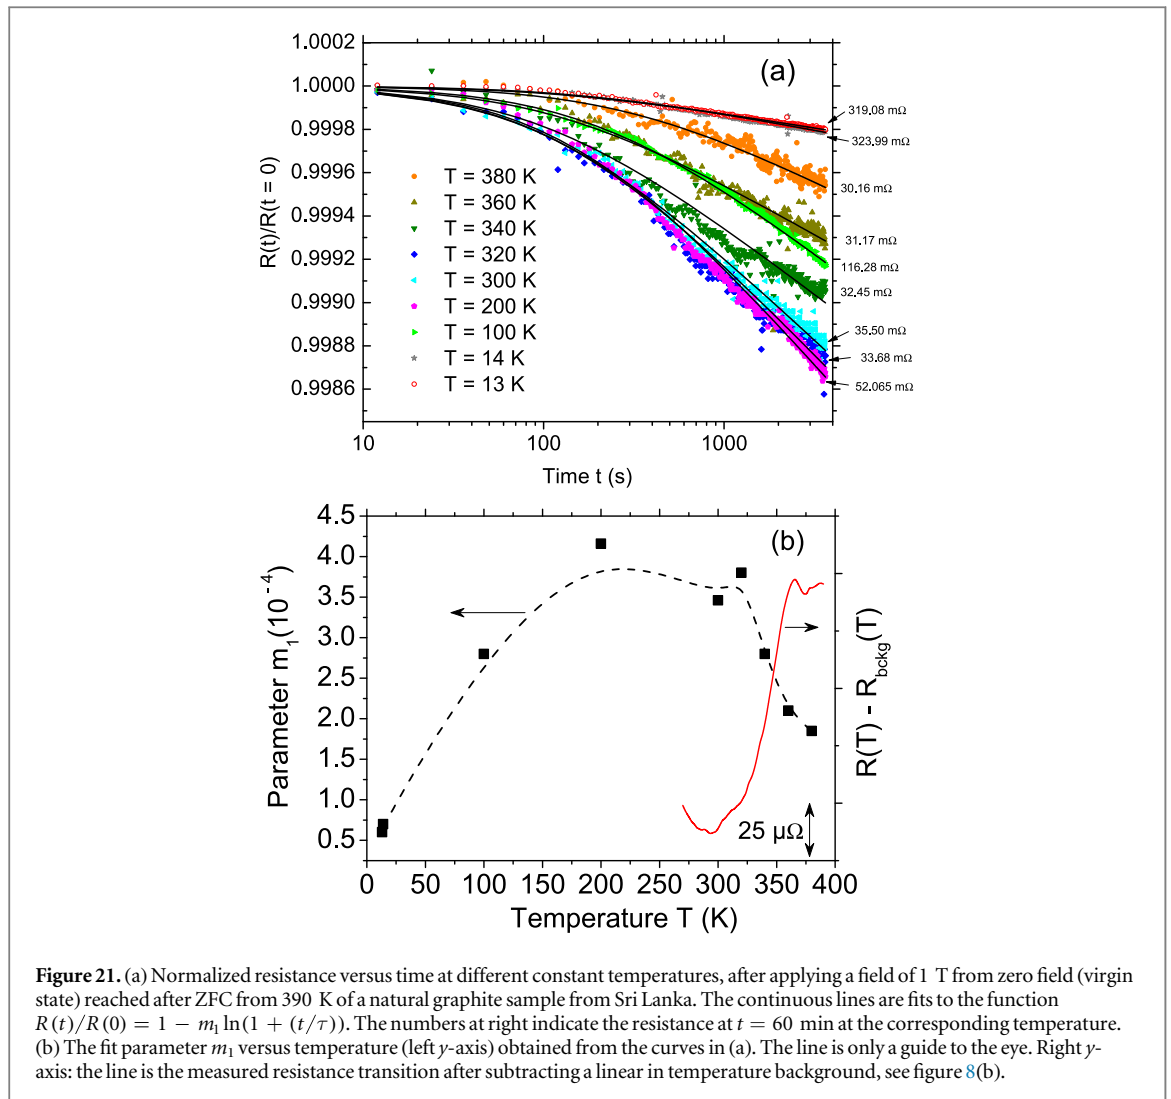 1.0002
1.0000
0.9998
0.9996
0.9994
0.9992
0.9990
0.9988
0.9986
R(t)/R(t = 0)
(a)
T = 380 K
T = 360 K
T = 340 K
T = 320 K
T = 300 K
T = 200 K
T = 100 K
T = 14 K
T = 13 K
319.08 mΩ
323.99 mΩ
30.16 mΩ
31.17 mΩ
116.28 mΩ
32.45 mΩ
35.50 mΩ
33.68 mΩ
52.065 mΩ
10 100 1000
Time t (s)
4.5
4.0
3.5
3.0
2.5
2.0
1.5
1.0
0.5
Parameter m₁(10⁻⁴)
(b)
25 μΩ
R(T) - R_bckg(T)
0 50 100 150 200 250 300 350 400
Temperature T (K)
Figure 21. (a) Normalized resistance versus time at different constant temperatures, after applying a field of 1 T from zero field (virgin
state) reached after ZFC from 390 K of a natural graphite sample from Sri Lanka. The continuous lines are fits to the function
R(t)/R(0) = 1 − m₁ ln(1 + (t/τ)). The numbers at right indicate the resistance at t = 60 min at the corresponding temperature.
(b) The fit parameter m₁ versus temperature (left y-axis) obtained from the curves in (a). The line is only a guide to the eye. Right y-
axis: the line is the measured resistance transition after subtracting a linear in temperature background, see figure 8(b).